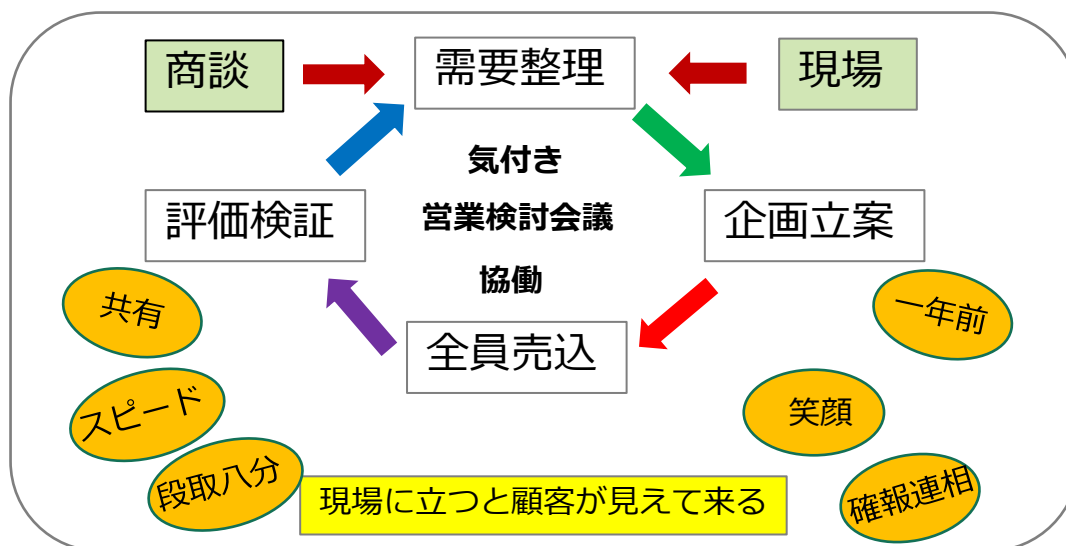 商談
需要整理
現場
気付き
評価検証
営業検討会議
企画立案
協働
共有
一年前
全員売込
スピード
笑顔
段取八分
現場に立つと顧客が見えて来る
確報連相